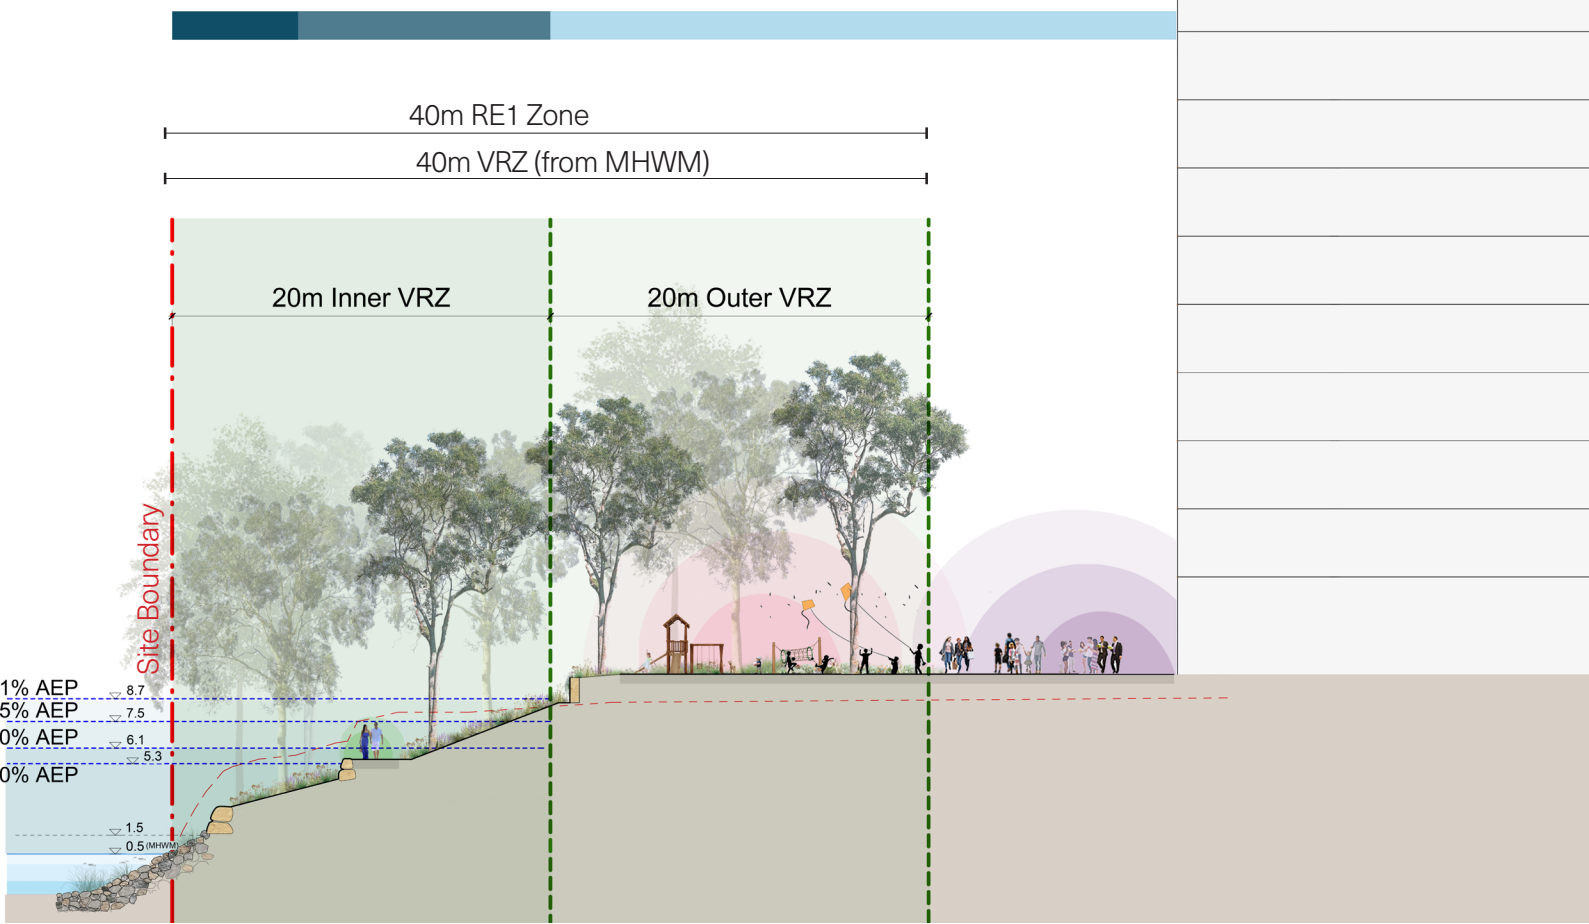 40m RE1 Zone
40m VRZ (from MHWM)
20m Inner VRZ
20m Outer VRZ
Site Boundary
1% AEP
8.7
5% AEP
7.5
0% AEP
6.1
5.3
0% AEP
1.5
0.5 (MHWM)